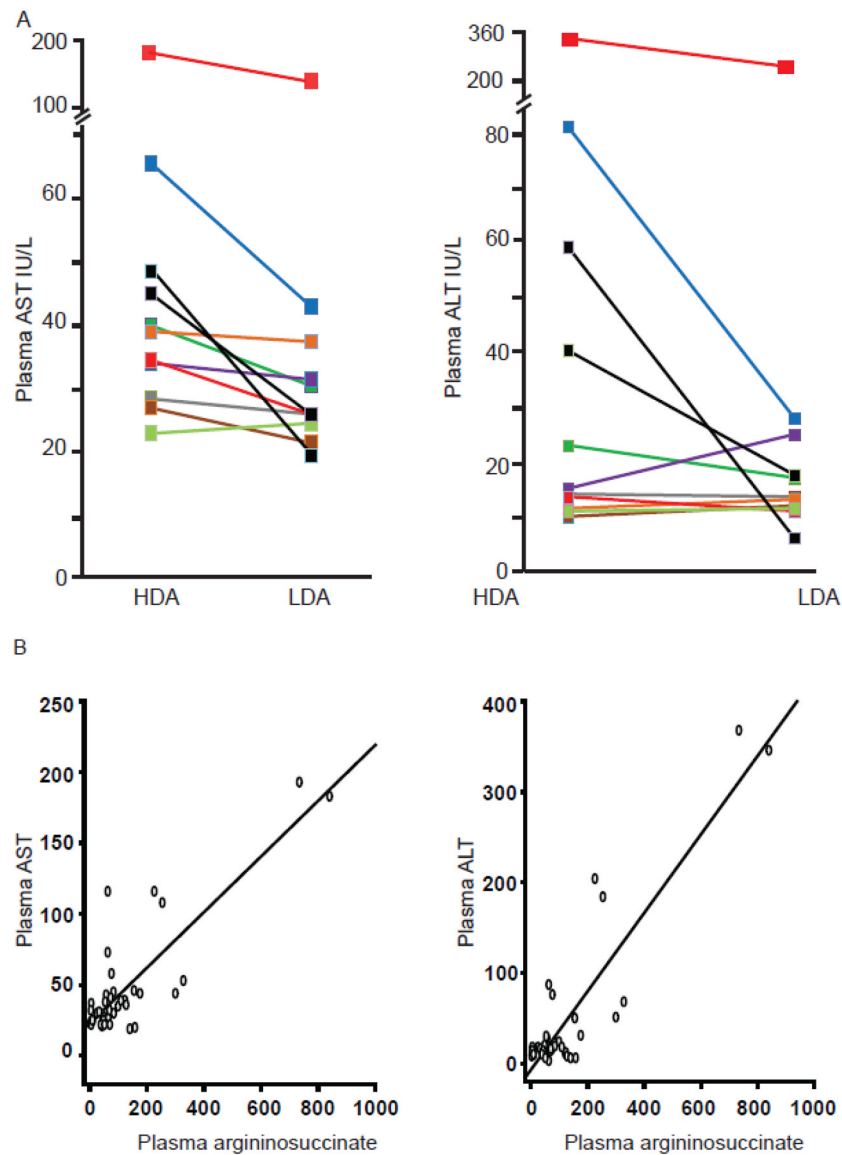 A
200
100
60
40
20
0
Plasma AST IU/L
HDA
LDA
360
200
80
60
40
20
0
Plasma ALT IU/L
HDA
LDA
B
250
200
150
100
50
0
Plasma AST
0 200 400 600 800 1000
Plasma argininosuccinate
400
300
200
100
0
Plasma ALT
0 200 400 600 800 1000
Plasma argininosuccinate